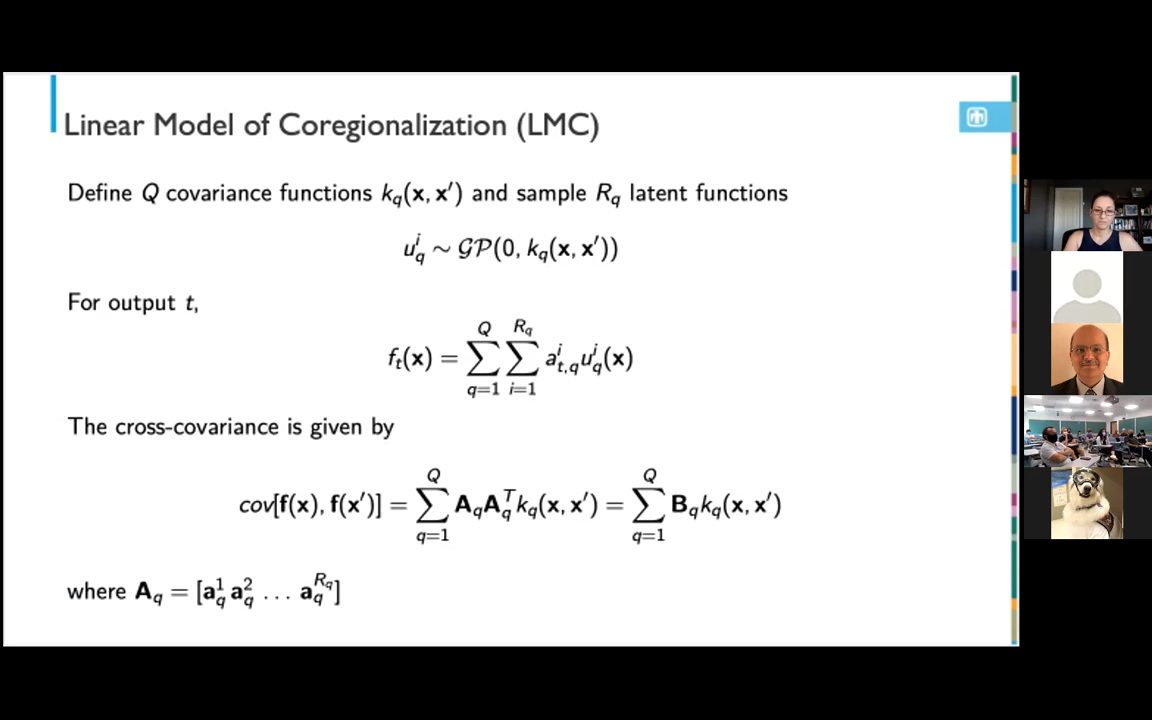 Linear Model of Coregionalization (LMC)
Define Q covariance functions k_q(x, x′) and sample R_q latent functions
u_q^i ∼ 𝒢𝒫(0, k_q(x, x′))
For output t,
f_t(x) = ∑_{q=1}^{Q} ∑_{i=1}^{R_q} a_{t,q}^i u_q^i(x)
The cross-covariance is given by
cov[f(x), f(x′)] = ∑_{q=1}^{Q} A_q A_q^T k_q(x, x′) = ∑_{q=1}^{Q} B_q k_q(x, x′)
where A_q = [a_q^1 a_q^2 … a_q^{R_q}]